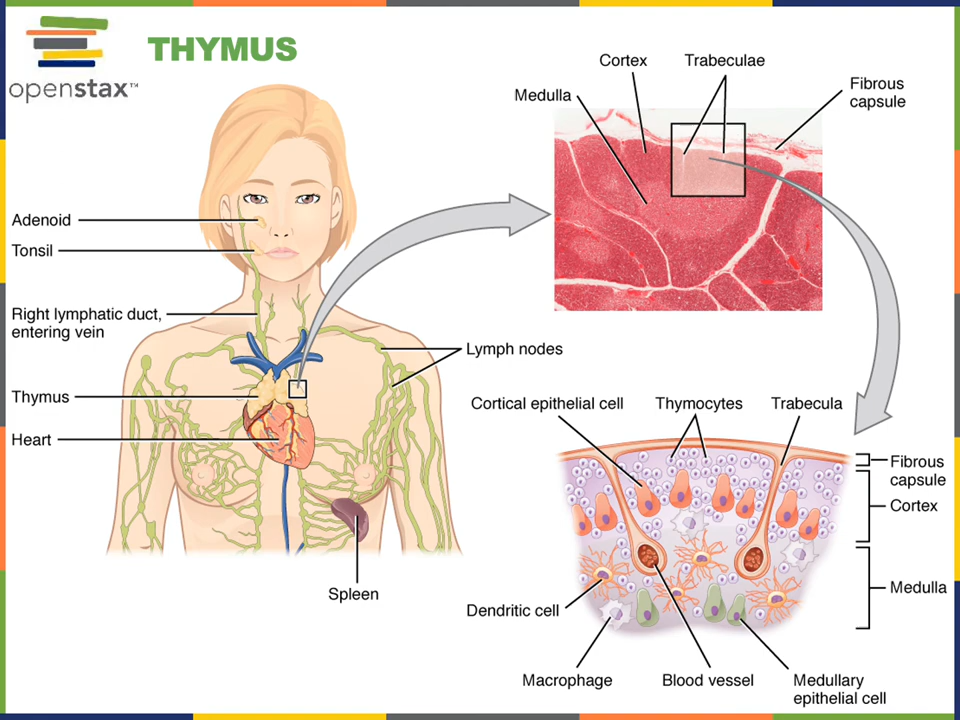 openstax™
THYMUS
Adenoid
Tonsil
Right lymphatic duct,
entering vein
Thymus
Heart
Lymph nodes
Spleen
Cortex
Trabeculae
Medulla
Fibrous
capsule
Cortical epithelial cell
Thymocytes
Trabecula
Fibrous
capsule
Cortex
Medulla
Dendritic cell
Macrophage
Blood vessel
Medullary
epithelial cell